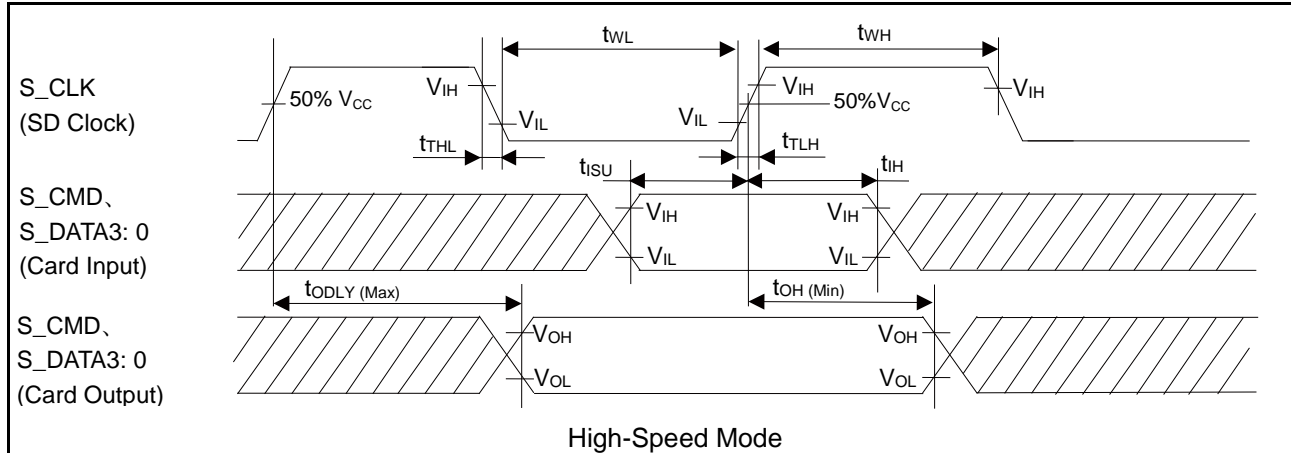 tWL
tWH
S_CLK
(SD Clock)
50% VCC
VIH
VIL
VIL
VIH
50%VCC
VIH
tTHL
tTLH
tISU
tIH
S_CMD、
S_DATA3: 0
(Card Input)
VIH
VIL
VIH
VIL
tODLY (Max)
tOH (Min)
S_CMD、
S_DATA3: 0
(Card Output)
VOH
VOL
VOH
VOL
High-Speed Mode